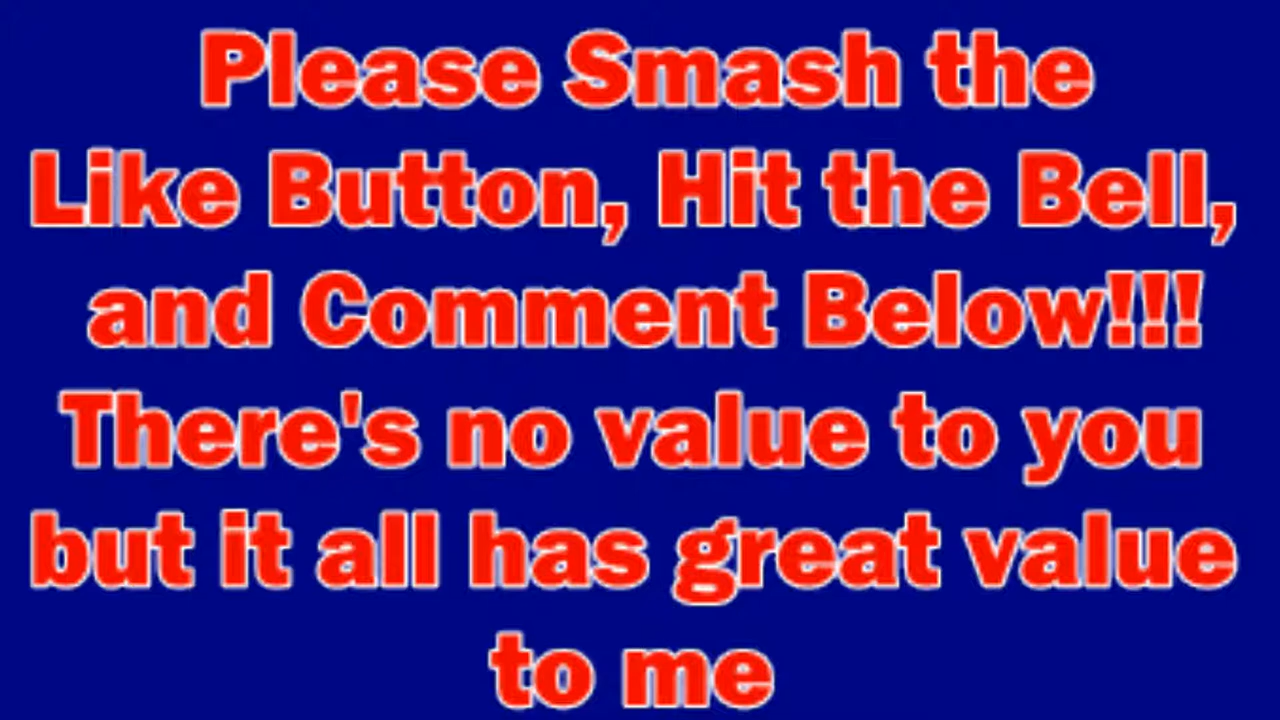 Please Smash the
Like Button, Hit the Bell,
and Comment Below!!!
There's no value to you
but it all has great value
to me